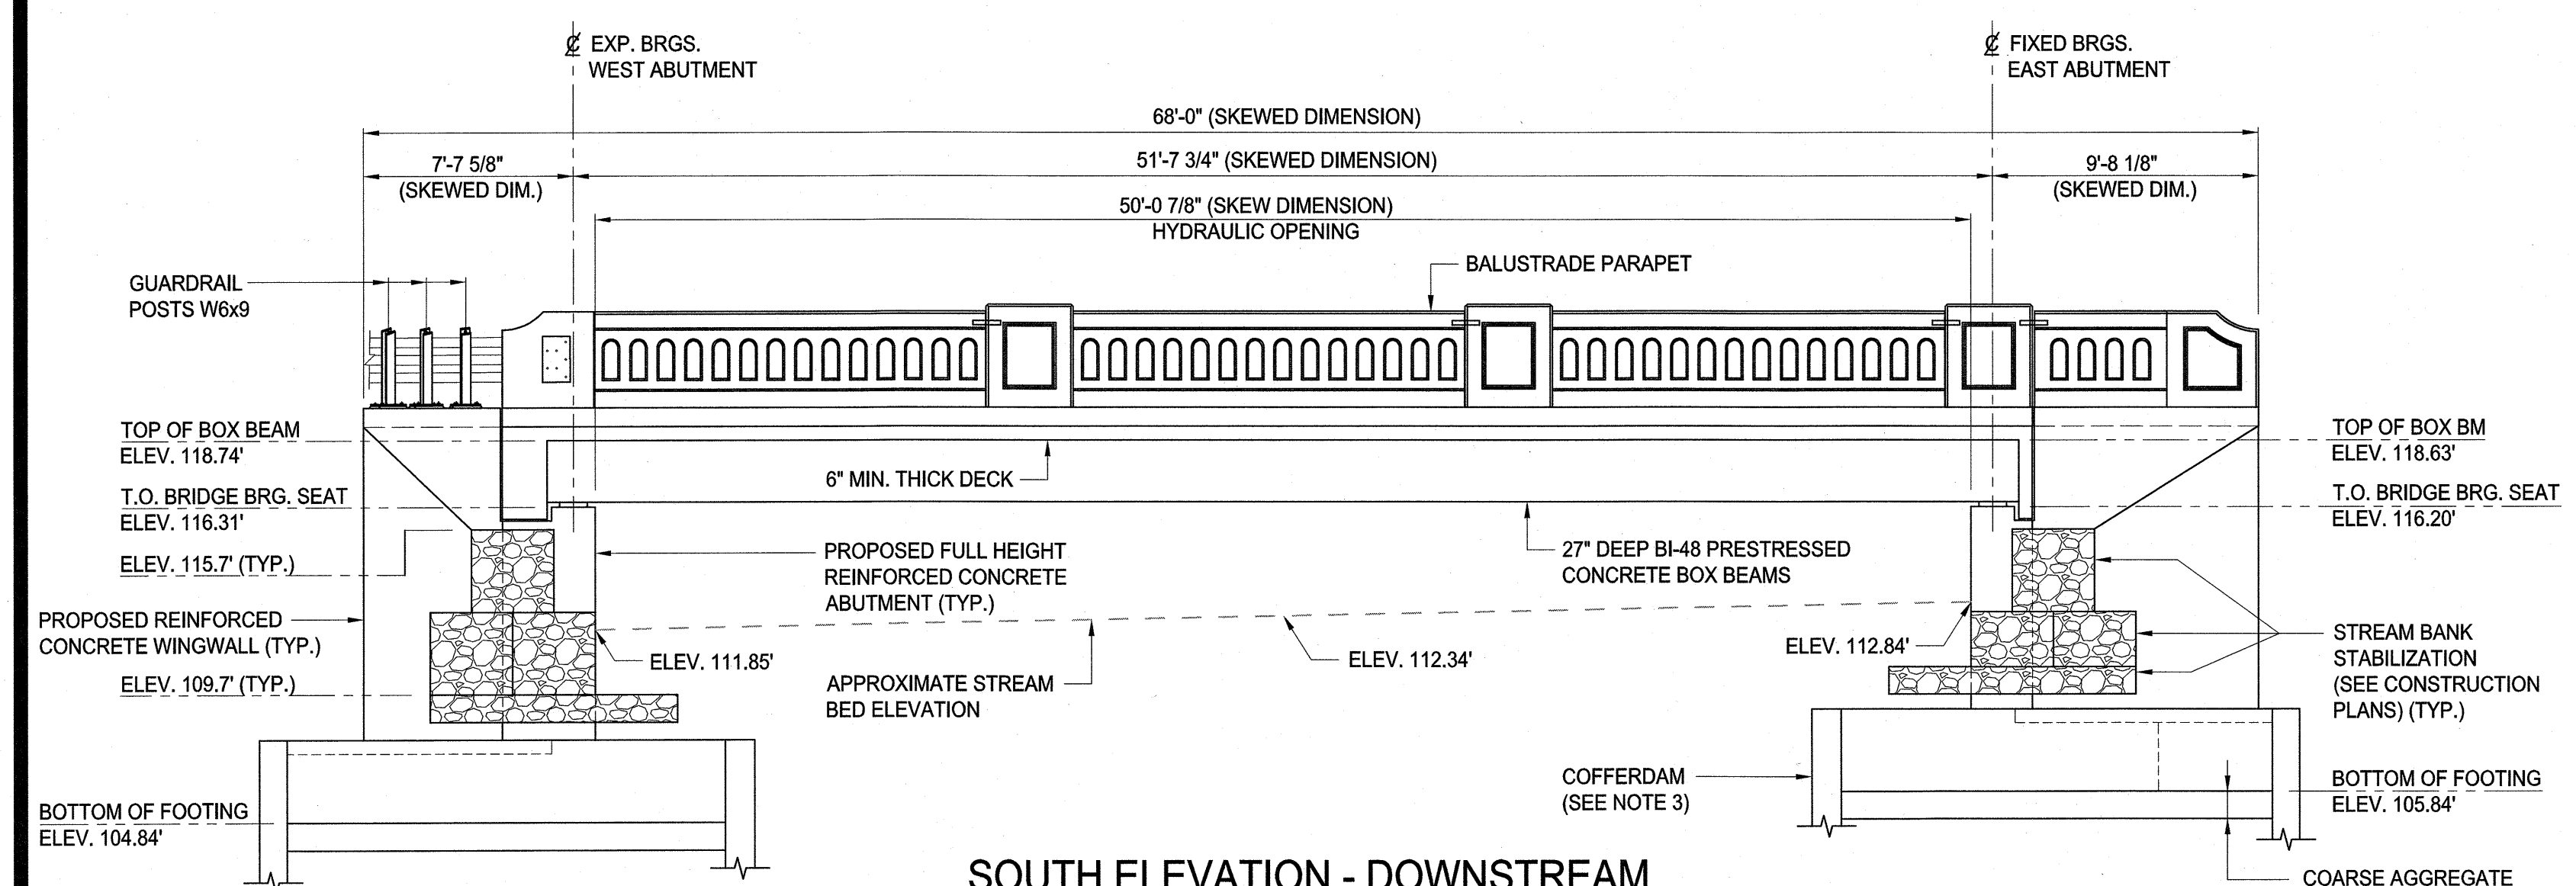 ℄ EXP. BRGS.
WEST ABUTMENT
℄ FIXED BRGS.
EAST ABUTMENT
68'-0" (SKEWED DIMENSION)
7'-7 5/8"
(SKEWED DIM.)
51'-7 3/4" (SKEWED DIMENSION)
9'-8 1/8"
(SKEWED DIM.)
50'-0 7/8" (SKEW DIMENSION)
HYDRAULIC OPENING
GUARDRAIL
POSTS W6x9
BALUSTRADE PARAPET
TOP OF BOX BEAM
ELEV. 118.74'
T.O. BRIDGE BRG. SEAT
ELEV. 116.31'
ELEV. 115.7' (TYP.)
PROPOSED REINFORCED
CONCRETE WINGWALL (TYP.)
ELEV. 109.7' (TYP.)
BOTTOM OF FOOTING
ELEV. 104.84'
6" MIN. THICK DECK
PROPOSED FULL HEIGHT
REINFORCED CONCRETE
ABUTMENT (TYP.)
ELEV. 111.85'
APPROXIMATE STREAM
BED ELEVATION
ELEV. 112.34'
27" DEEP BI-48 PRESTRESSED
CONCRETE BOX BEAMS
ELEV. 112.84'
COFFERDAM
(SEE NOTE 3)
TOP OF BOX BM
ELEV. 118.63'
T.O. BRIDGE BRG. SEAT
ELEV. 116.20'
STREAM BANK
STABILIZATION
(SEE CONSTRUCTION
PLANS) (TYP.)
BOTTOM OF FOOTING
ELEV. 105.84'
COARSE AGGREGATE
SOUTH ELEVATION - DOWNSTREAM